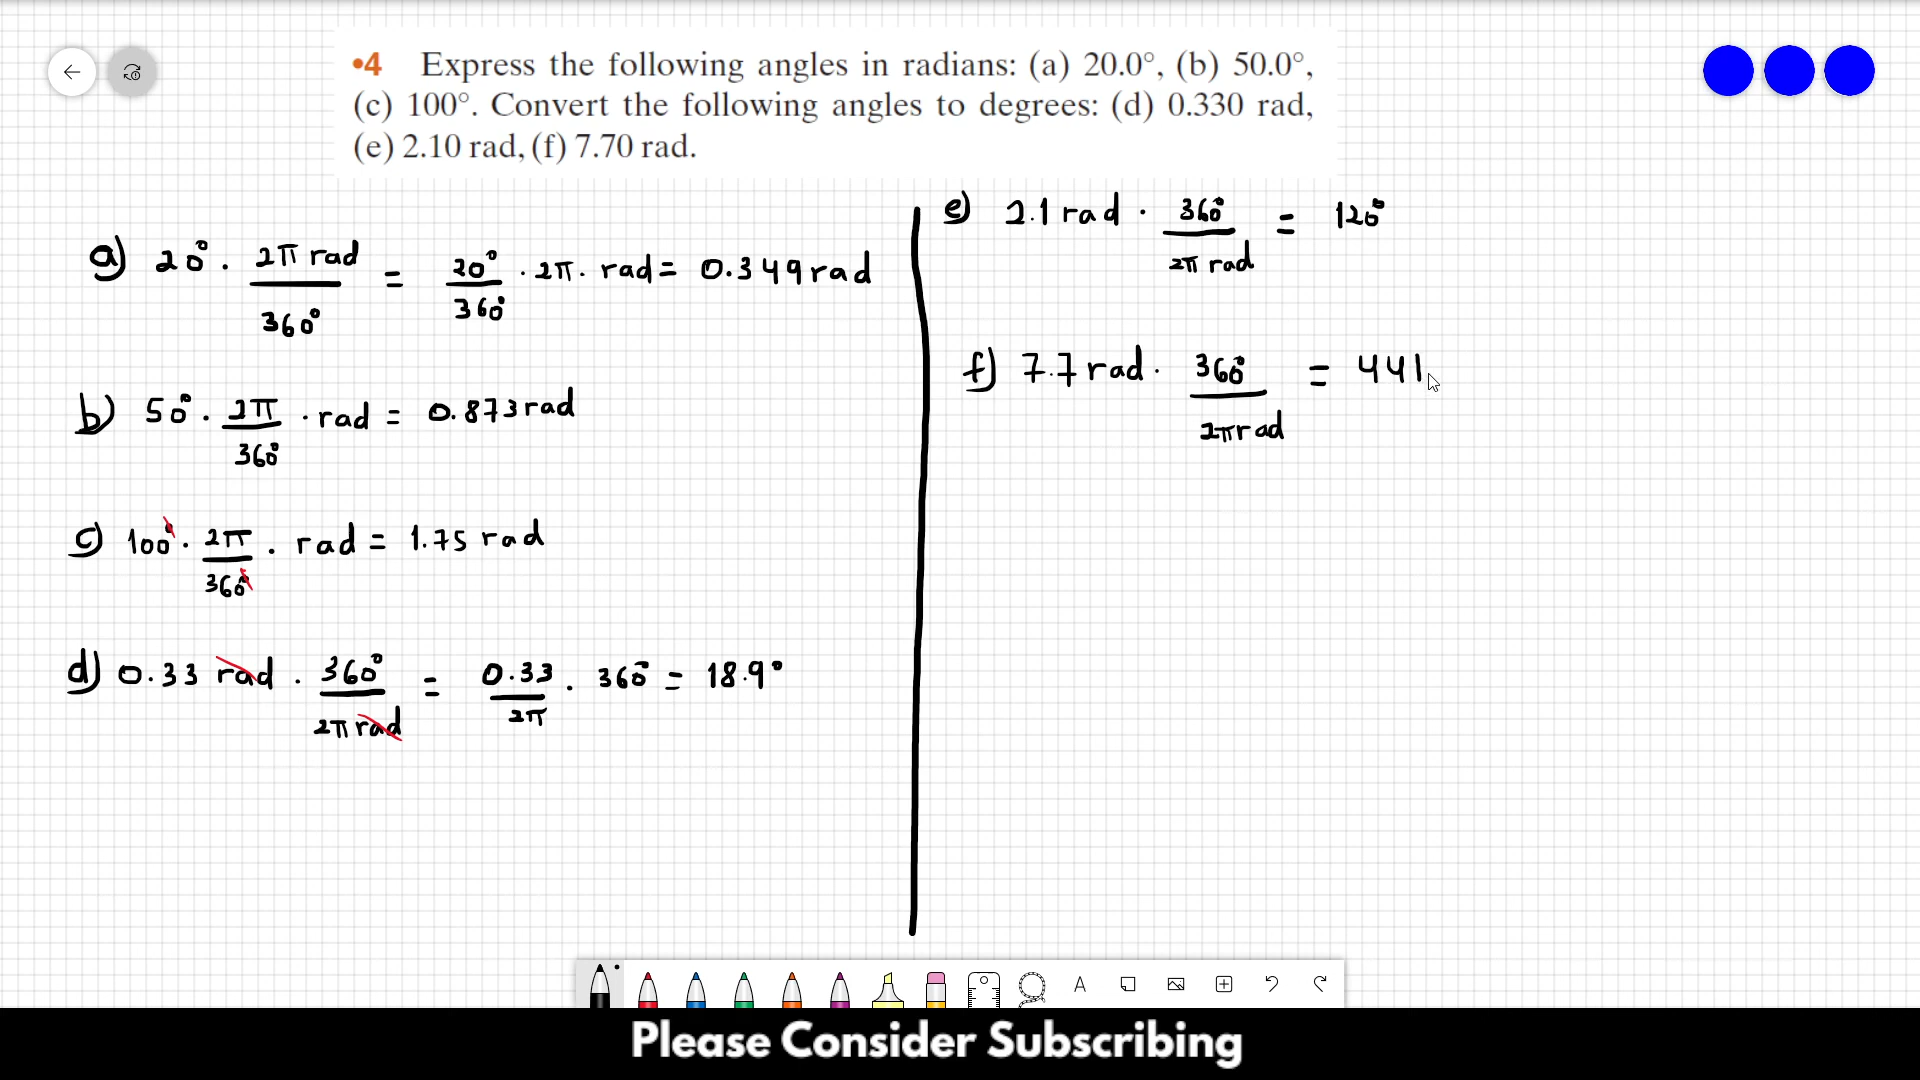 •4 Express the following angles in radians: (a) 20.0°, (b) 50.0°,
(c) 100°. Convert the following angles to degrees: (d) 0.330 rad,
(e) 2.10 rad, (f) 7.70 rad.
a) 20° · 2π rad / 360° = 20° / 360° · 2π · rad = 0.349 rad
b) 50° · 2π / 360° · rad = 0.873 rad
c) 100° · 2π / 360° · rad = 1.75 rad
d) 0.33 rad · 360° / 2π rad = 0.33 / 2π · 360° = 18.9°
e) 2.1 rad · 360° / 2π rad = 120°
f) 7.7 rad · 360° / 2π rad = 441
A
Please Consider Subscribing